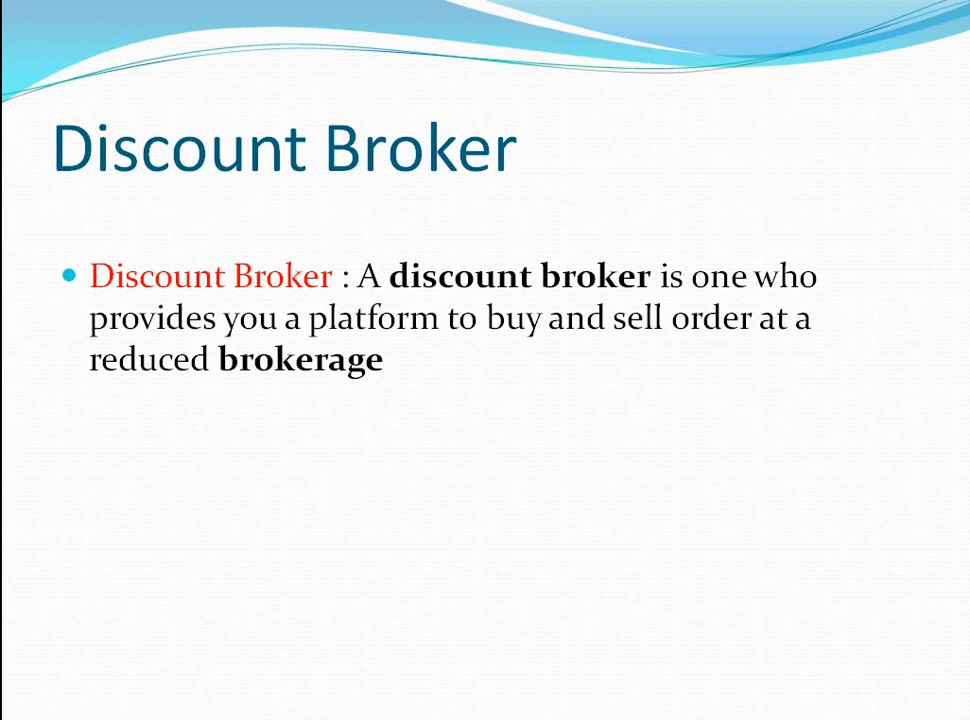 Discount Broker
Discount Broker : A discount broker is one who
provides you a platform to buy and sell order at a
reduced brokerage